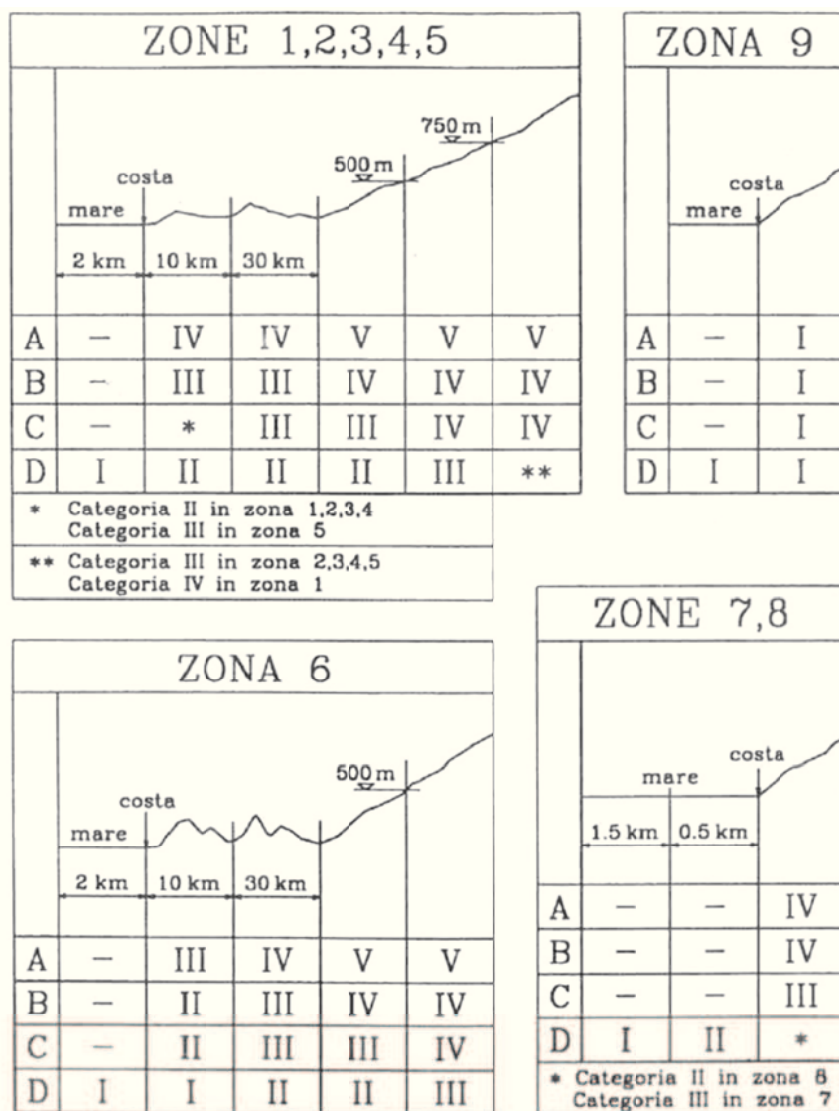 ZONE 1,2,3,4,5
750 m
500 m
costa
mare
2 km 10 km 30 km
A – IV IV V V V
B – III III IV IV IV
C – * III III IV IV
D I II II II III **
* Categoria II in zona 1,2,3,4
Categoria III in zona 5
** Categoria III in zona 2,3,4,5
Categoria IV in zona 1
ZONA 9
costa
mare
A – I
B – I
C – I
D I I
ZONA 6
500 m
costa
mare
2 km 10 km 30 km
A – III IV V V
B – II III IV IV
C – II III III IV
D I I II II III
ZONE 7,8
costa
mare
1.5 km 0.5 km
A – – IV
B – – IV
C – – III
D I II *
* Categoria II in zona 8
Categoria III in zona 7